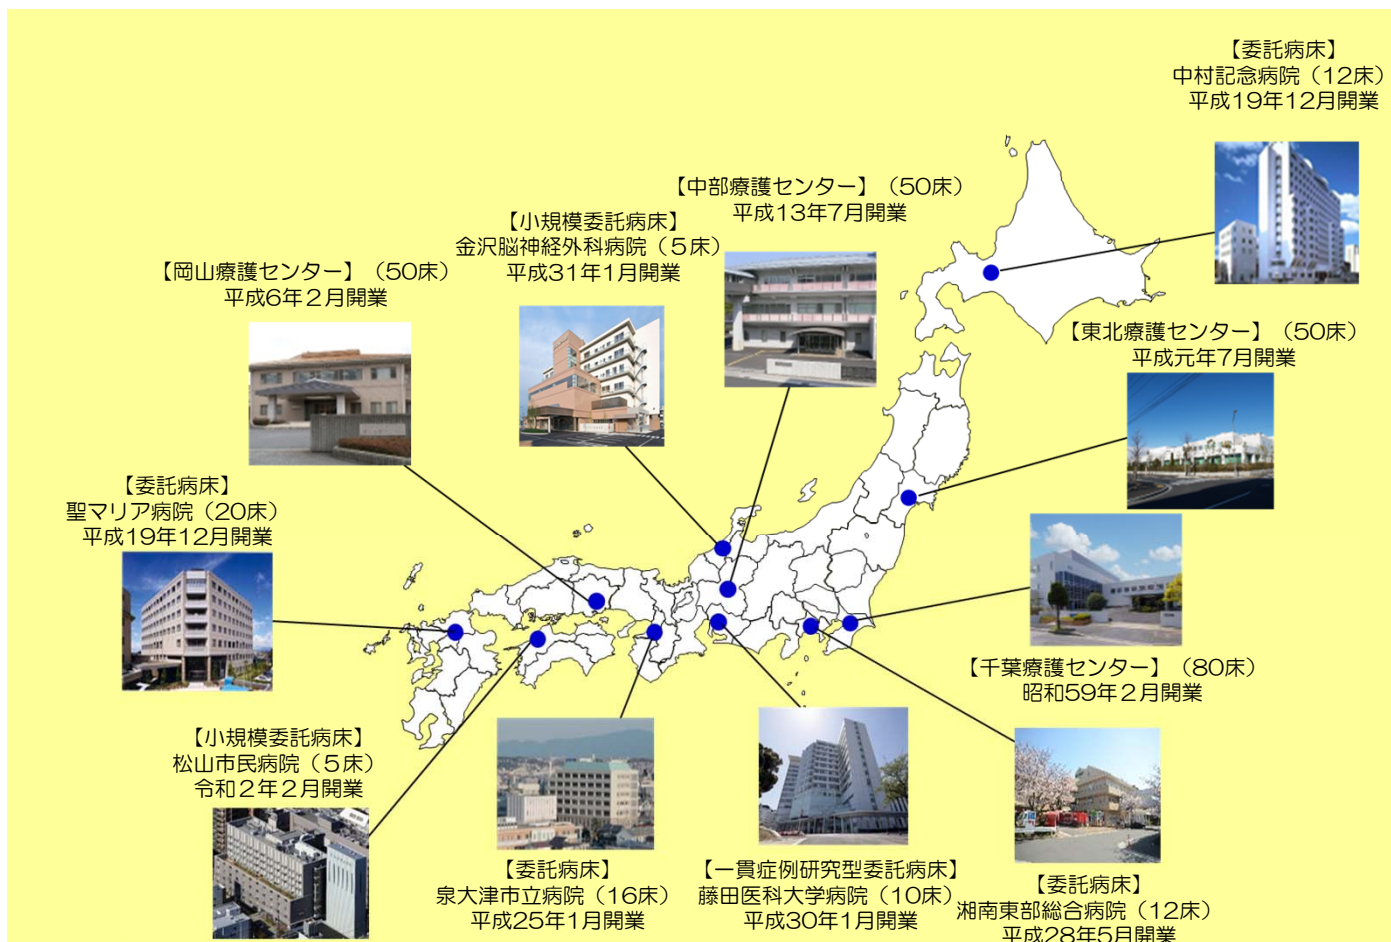 【委託病床】
中村記念病院（12床）
平成19年12月開業
【中部療護センター】（50床）
平成13年7月開業
【小規模委託病床】
金沢脳神経外科病院（5床）
平成31年1月開業
【岡山療護センター】（50床）
平成6年2月開業
【東北療護センター】（50床）
平成元年7月開業
【委託病床】
聖マリア病院（20床）
平成19年12月開業
【千葉療護センター】（80床）
昭和59年2月開業
【小規模委託病床】
松山市民病院（5床）
令和2年2月開業
【委託病床】
泉大津市立病院（16床）
平成25年1月開業
【一貫症例研究型委託病床】
藤田医科大学病院（10床）
平成30年1月開業
【委託病床】
湘南東部総合病院（12床）
平成28年5月開業